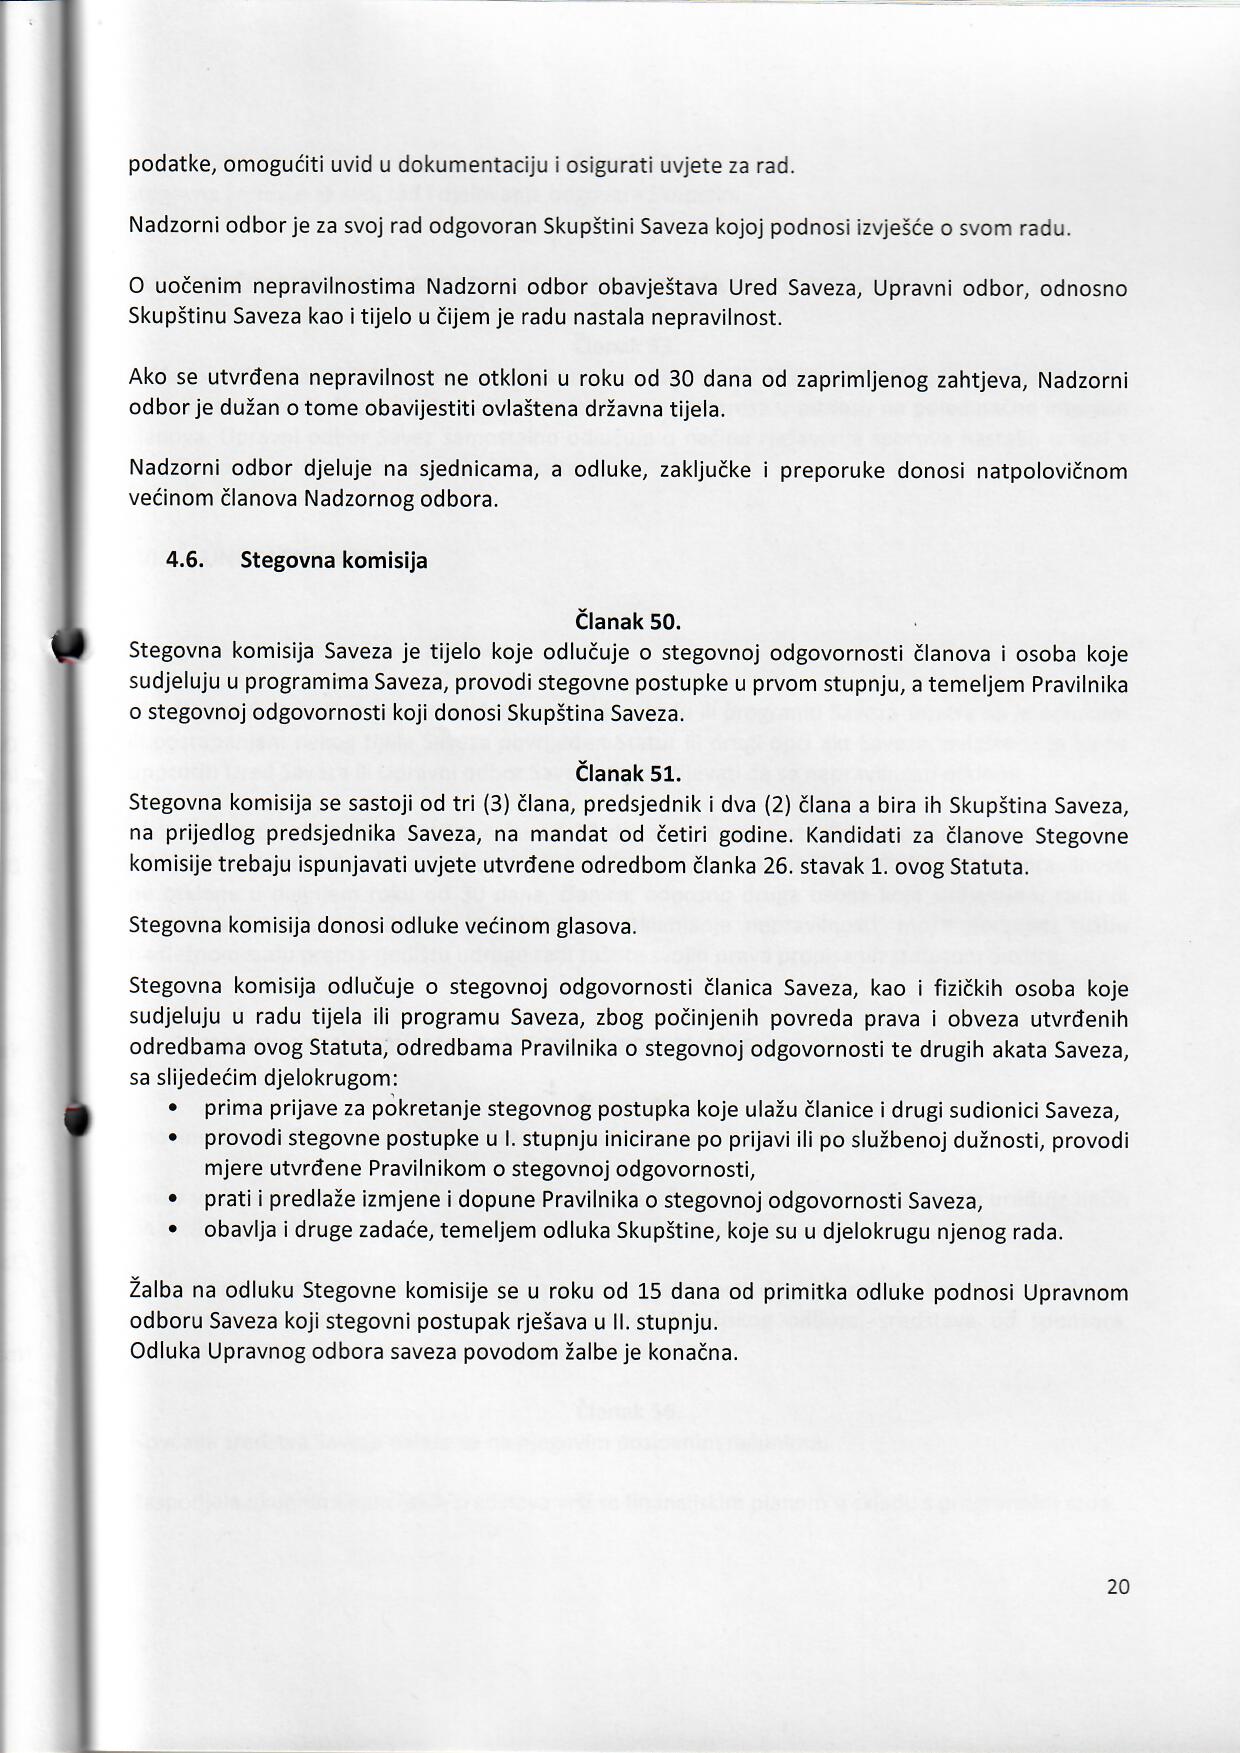 podatke, omogućiti uvid u dokumentaciju i osigurati uvjete za rad.
Nadzorni odbor je za svoj rad odgovoran Skupštini Saveza kojoj podnosi izvješće o svom radu.
O uočenim nepravilnostima Nadzorni odbor obavještava Ured Saveza, Upravni odbor, odnosno
Skupštinu Saveza kao i tijelo u čijem je radu nastala nepravilnost.
Ako se utvrđena nepravilnost ne otkloni u roku od 30 dana od zaprimljenog zahtjeva, Nadzorni
odbor je dužan o tome obavijestiti ovlaštena državna tijela.
Nadzorni odbor djeluje na sjednicama, a odluke, zaključke i preporuke donosi natpolovičnom
većinom članova Nadzornog odbora.
4.6. Stegovna komisija
Članak 50.
Stegovna komisija Saveza je tijelo koje odlučuje o stegovnoj odgovornosti članova i osoba koje
sudjeluju u programima Saveza, provodi stegovne postupke u prvom stupnju, a temeljem Pravilnika
o stegovnoj odgovornosti koji donosi Skupština Saveza.
Članak 51.
Stegovna komisija se sastoji od tri (3) člana, predsjednik i dva (2) člana a bira ih Skupština Saveza,
na prijedlog predsjednika Saveza, na mandat od četiri godine. Kandidati za članove Stegovne
komisije trebaju ispunjavati uvjete utvrđene odredbom članka 26. stavak 1. ovog Statuta.
Stegovna komisija donosi odluke većinom glasova.
Stegovna komisija odlučuje o stegovnoj odgovornosti članica Saveza, kao i fizičkih osoba koje
sudjeluju u radu tijela ili programu Saveza, zbog počinjenih povreda prava i obveza utvrđenih
odredbama ovog Statuta, odredbama Pravilnika o stegovnoj odgovornosti te drugih akata Saveza,
sa slijedećim djelokrugom:
• prima prijave za pokretanje stegovnog postupka koje ulažu članice i drugi sudionici Saveza,
• provodi stegovne postupke u I. stupnju inicirane po prijavi ili po službenoj dužnosti, provodi
mjere utvrđene Pravilnikom o stegovnoj odgovornosti,
• prati i predlaže izmjene i dopune Pravilnika o stegovnoj odgovornosti Saveza,
• obavlja i druge zadaće, temeljem odluka Skupštine, koje su u djelokrugu njenog rada.
Žalba na odluku Stegovne komisije se u roku od 15 dana od primitka odluke podnosi Upravnom
odboru Saveza koji stegovni postupak rješava u II. stupnju.
Odluka Upravnog odbora saveza povodom žalbe je konačna.
20